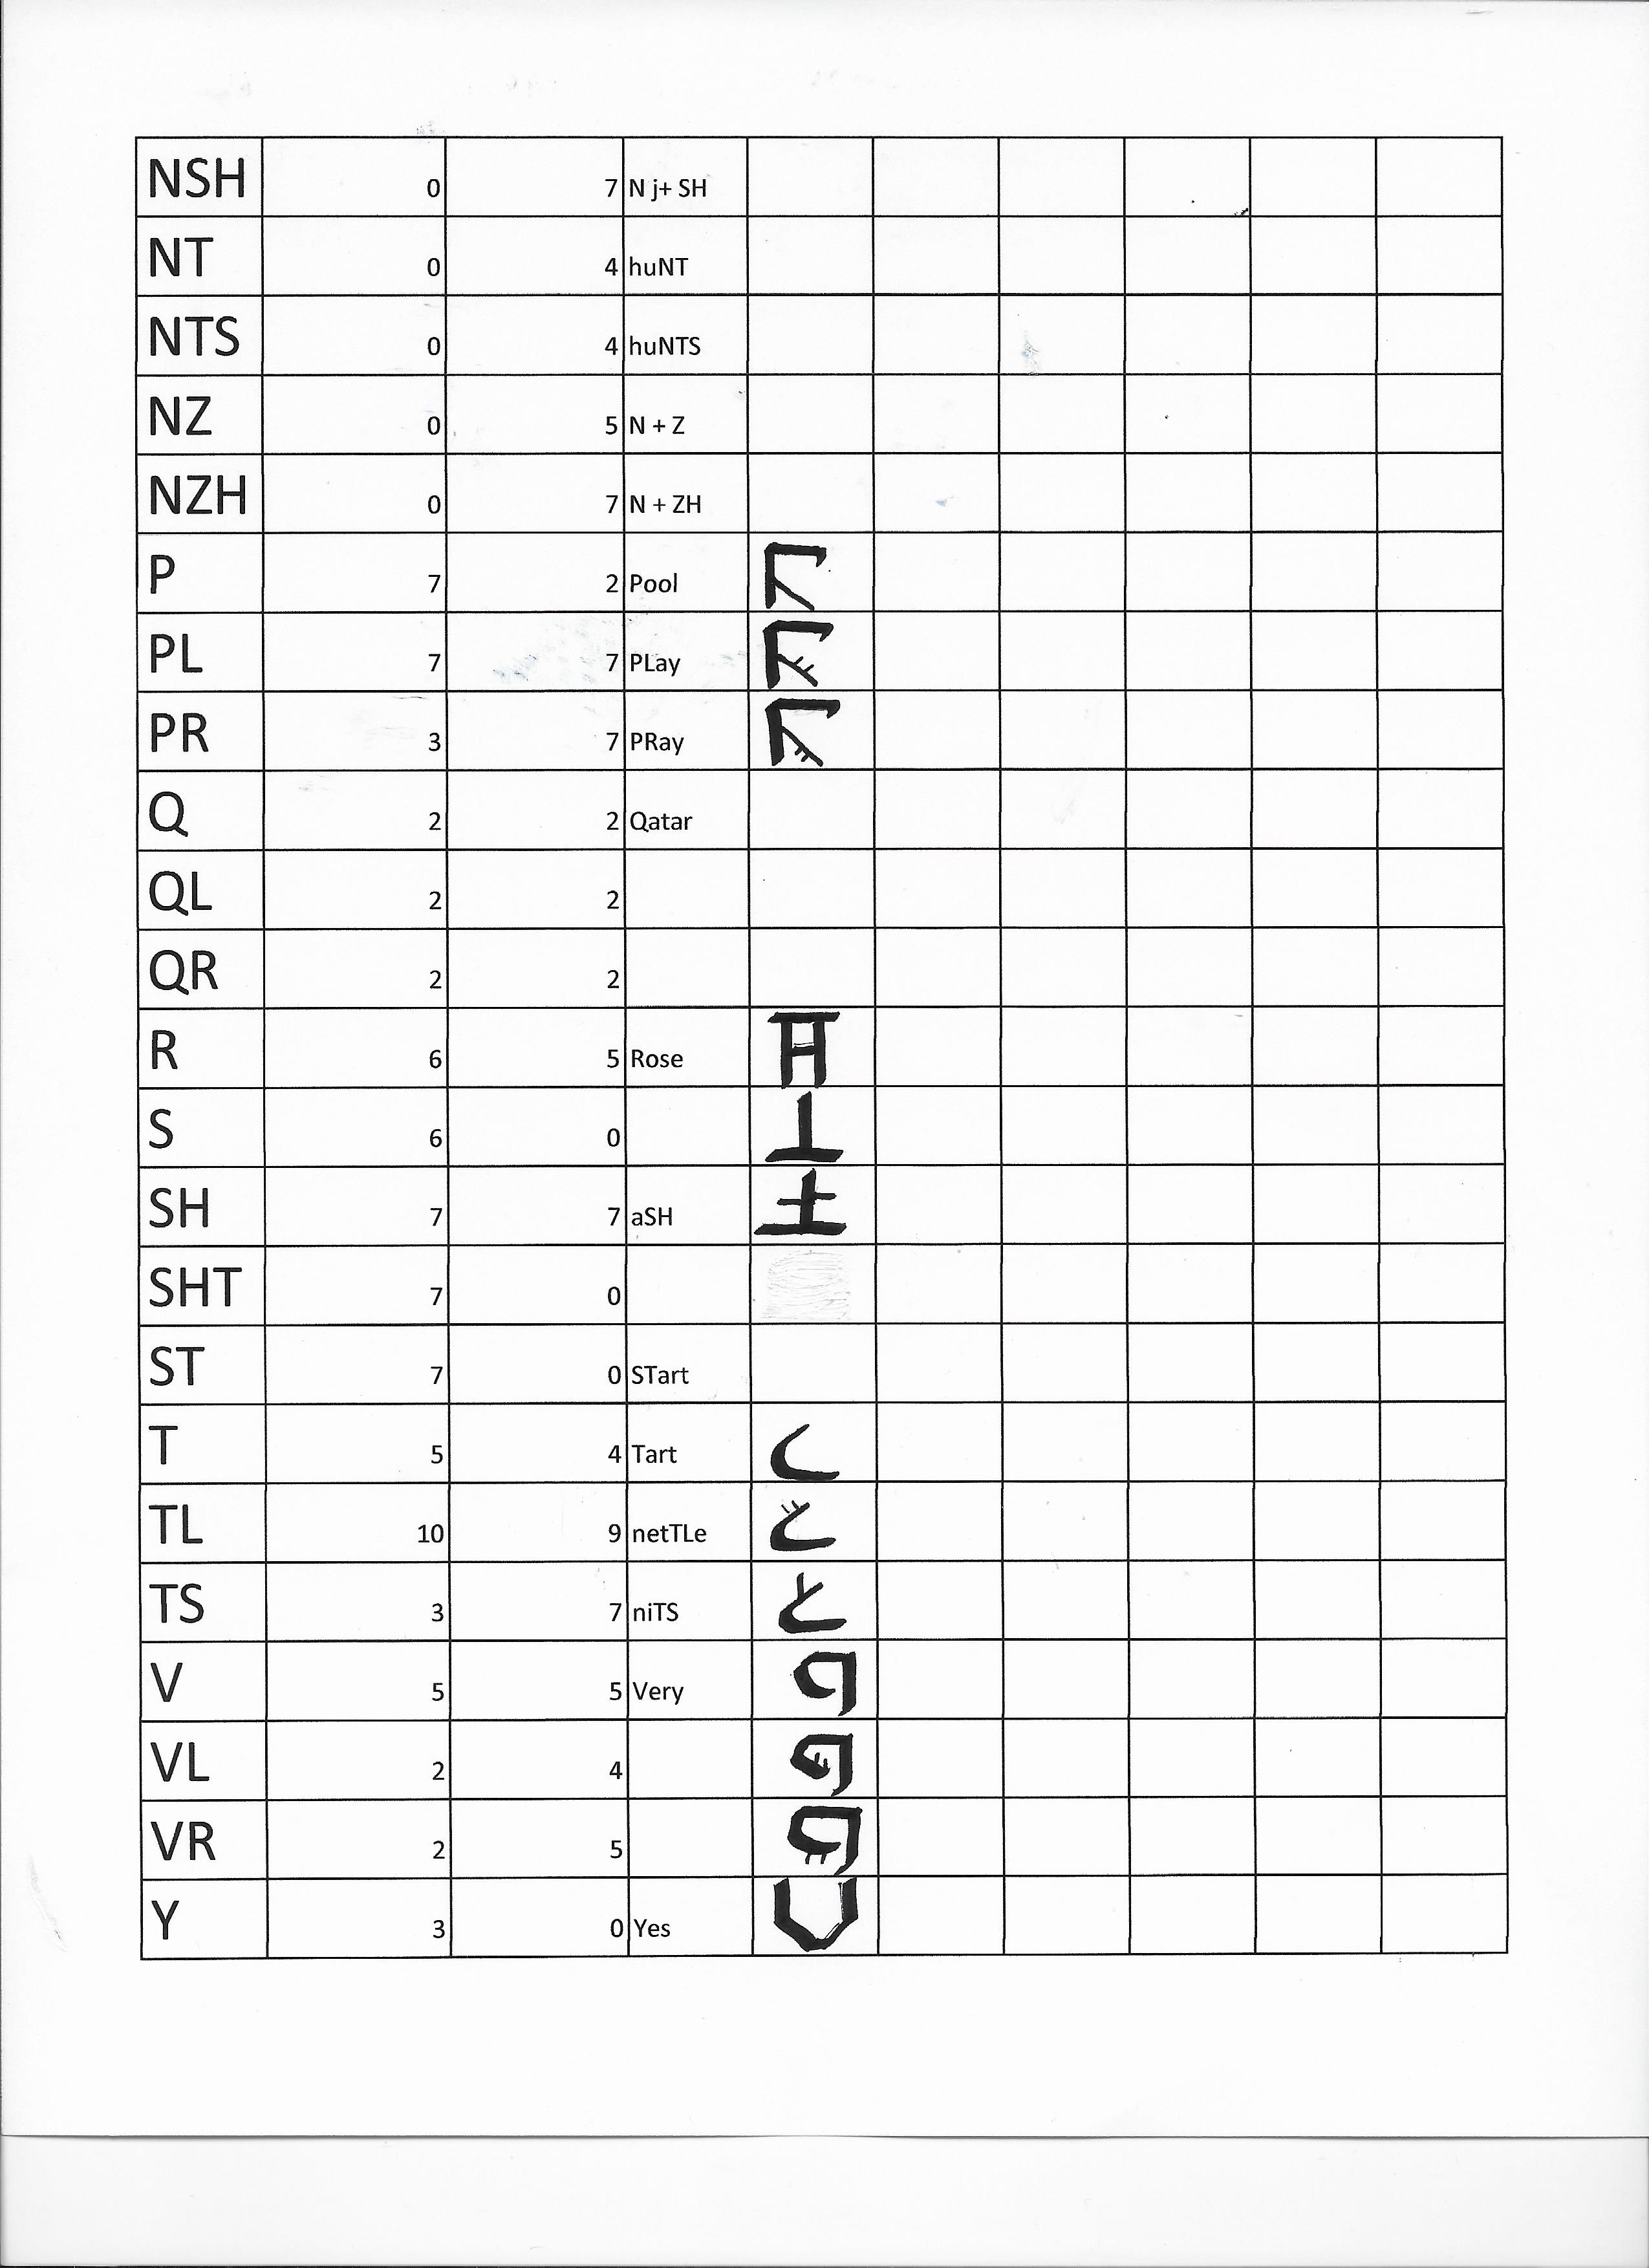 NSH 0 7 N j+ SH
NT 0 4 huNT
NTS 0 4 huNTS
NZ 0 5 N + Z
NZH 0 7 N + ZH
P 7 2 Pool
PL 7 7 PLay
PR 3 7 PRay
Q 2 2 Qatar
QL 2 2
QR 2 2
R 6 5 Rose
S 6 0
SH 7 7 aSH
SHT 7 0
ST 7 0 STart
T 5 4 Tart
TL 10 9 netTLe
TS 3 7 niTS
V 5 5 Very
VL 2 4
VR 2 5
Y 3 0 Yes